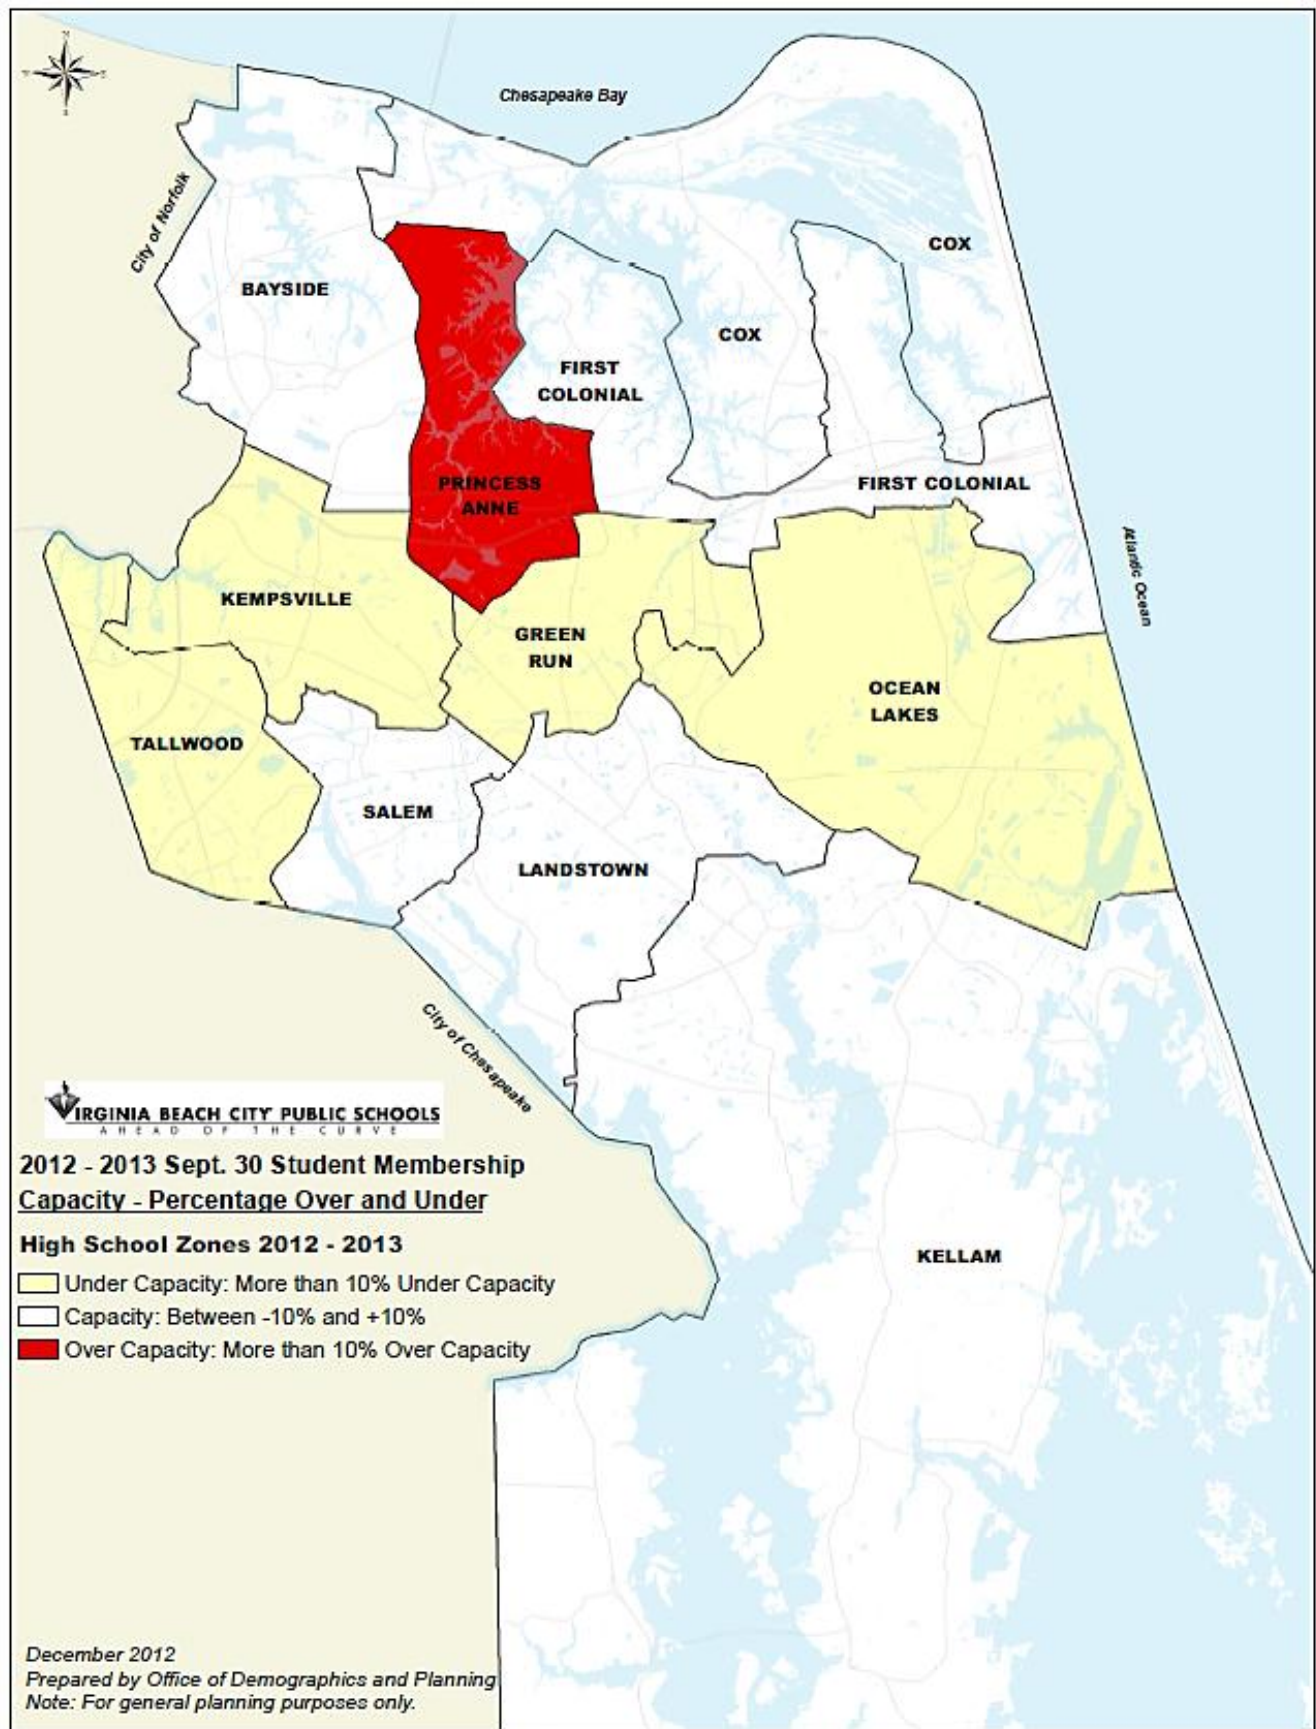 Chesapeake Bay
City of Norfolk
COX
BAYSIDE
COX
FIRST
COLONIAL
PRINCESS
ANNE
FIRST COLONIAL
Atlantic Ocean
KEMPSVILLE
GREEN
RUN
OCEAN
LAKES
TALLWOOD
SALEM
LANDSTOWN
City of Chesapeake
VIRGINIA BEACH CITY PUBLIC SCHOOLS
AHEAD OF THE CURVE
2012 - 2013 Sept. 30 Student Membership
Capacity - Percentage Over and Under
High School Zones 2012 - 2013
Under Capacity: More than 10% Under Capacity
Capacity: Between -10% and +10%
Over Capacity: More than 10% Over Capacity
KELLAM
December 2012
Prepared by Office of Demographics and Planning
Note: For general planning purposes only.